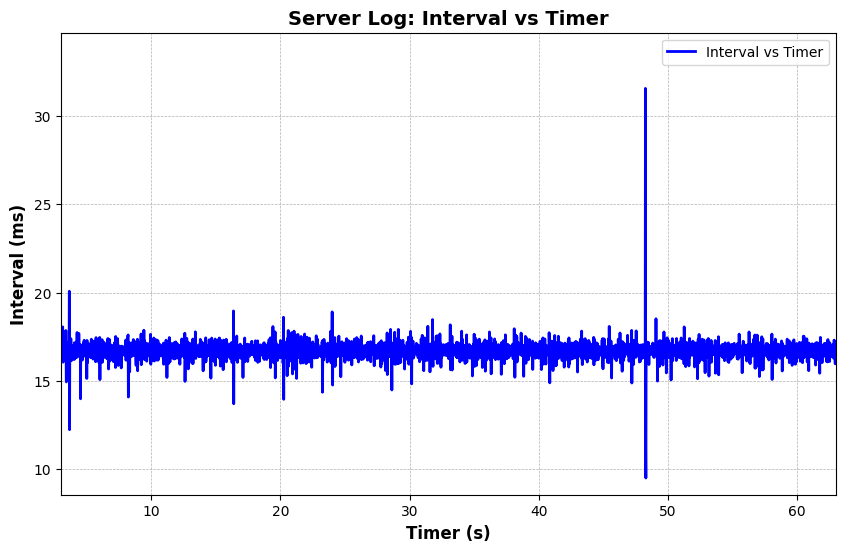 Server Log: Interval vs Timer
Interval vs Timer
30
25
20
15
10
Interval (ms)
10 20 30 40 50 60
Timer (s)